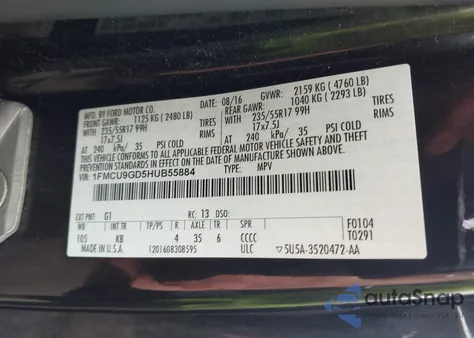 MFD. BY FORD MOTOR CO.
DATE: 08/16 GVWR: 2159 KG ( 4760 LB)
FRONT GAWR: 1125 KG ( 2480 LB) REAR GAWR: 1040 KG ( 2293 LB)
235/55R17 99H TIRES 235/55R17 99H TIRES
17x7.5J RIMS 17x7.5J RIMS
AT 240 kPa/ 35 PSI COLD AT 240 kPa/ 35 PSI COLD
THIS VEHICLE CONFORMS TO ALL APPLICABLE FEDERAL MOTOR VEHICLE SAFETY AND THEFT
PREVENTION STANDARDS IN EFFECT ON THE DATE OF MANUFACTURE SHOWN ABOVE.
VIN: 1FMCU9GD5HUB55884 TYPE: MPV
EXT PNT: G1 RC: 13 DSO: F0104
WB INT TR TP/PS R AXLE TR SPR T0291
105 KB 4 35 6 CCCC
MADE IN U.S.A. 1201608308595 ULC 5U5A-3520472-AA
autoSnap